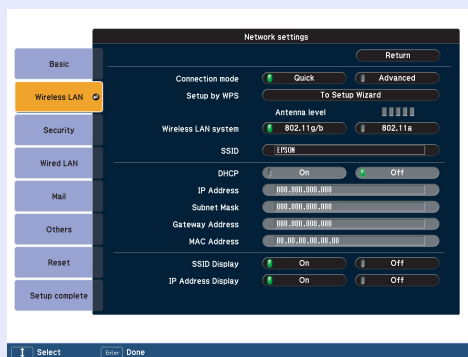 Network settings
Return
Basic
Wireless LAN
Security
Wired LAN
Mail
Others
Reset
Setup complete
Connection mode Quick Advanced
Setup by WPS To Setup Wizard
Antenna level
Wireless LAN system 802.11g/b 802.11a
SSID EPSON
DHCP On Off
IP Address 000.000.000.000
Subnet Mask 000.000.000.000
Gateway Address 000.000.000.000
MAC Address 00.00.00.00.00.00
SSID Display On Off
IP Address Display On Off
Select Enter Done